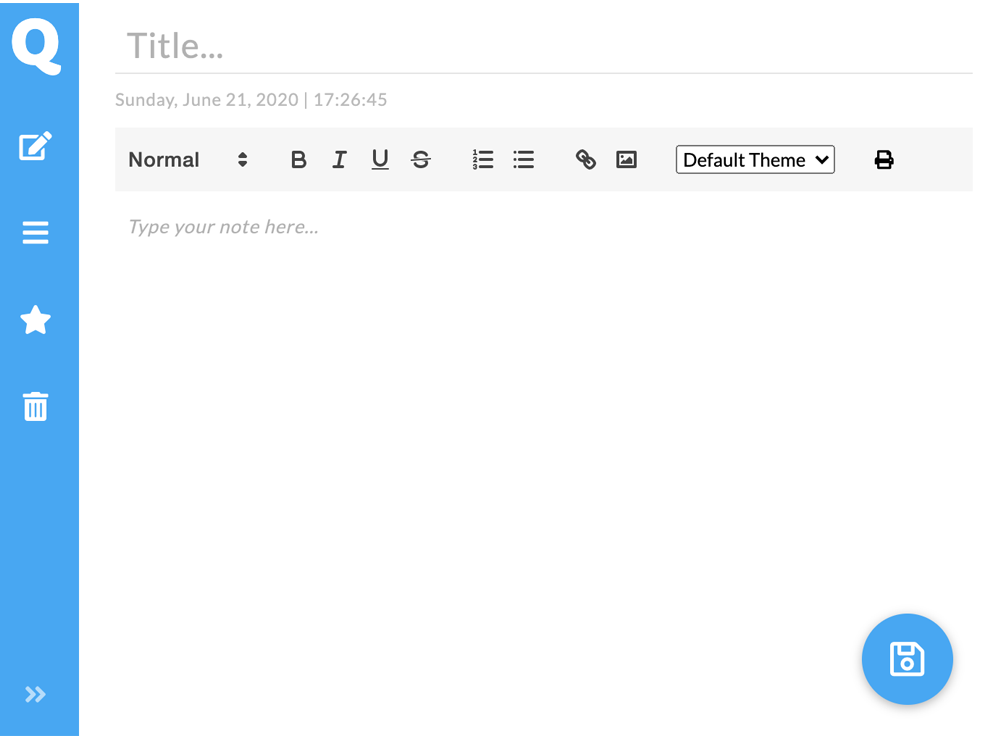 Q
Title...
Sunday, June 21, 2020 | 17:26:45
Normal B I U S Default Theme
Type your note here...